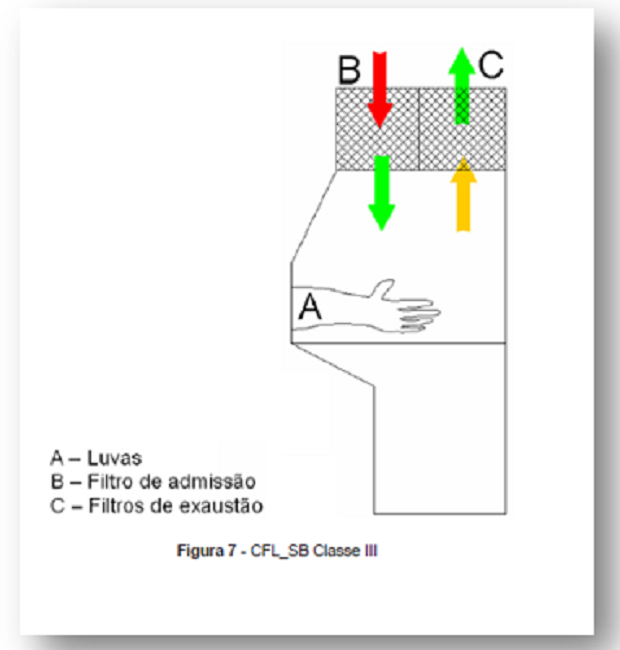 B
C
A
A – Luvas
B – Filtro de admissão
C – Filtros de exaustão
Figura 7 - CFL_SB Classe III